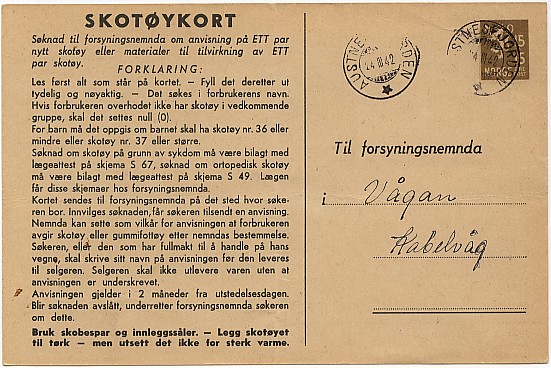 SKOTØYKORT
Søknad til forsyningsnemnda om anvisning på ETT par
nytt skotøy eller materialer til tilvirkning av ETT
par skotøy.
FORKLARING:
Les først alt som står på kortet. — Fyll det deretter ut
tydelig og nøyaktig. — Det søkes i forbrukerens navn.
Hvis forbrukeren overhodet ikke har skotøy i vedkommende
gruppe, skal det settes null (0).
For barn må det oppgis om barnet skal ha skotøy nr. 36 eller
mindre eller skotøy nr. 37 eller større.
Søknad om skotøy på grunn av sykdom må være bilagt med
lægeattest på skjema S 67, søknad om ortopedisk skotøy
må være bilagt med lægeattest på skjema S 49. Lægen
får disse skjemaer hos forsyningsnemnda.
Kortet sendes til forsyningsnemnda på det sted hvor søke-
ren bor. Innvilges søknaden, får søkeren tilsendt en anvisning.
Nemnda kan sette som vilkår for anvisningen at forbrukeren
avgir skotøy eller gummifottøy etter nemndas bestemmelse.
Søkeren, eller den som har fullmakt til å handle på hans
vegne, skal skrive sitt navn på anvisningen før den leveres
til selgeren. Selgeren skal ikke utlevere varen uten at
anvisningen er underskrevet.
Anvisningen gjelder i 2 måneder fra utstedelsesdagen.
Blir søknaden avslått, underretter forsyningsnemnda søkeren
om dette.
Bruk skobespar og innleggssåler. — Legg skotøyet
til tørk — men utsett det ikke for sterk varme.
AUSTNESFJORDEN
24 III 42
AUSTNESFJORDEN
NORGE
Til forsyningsnemnda
i Vågan
Kabelvåg